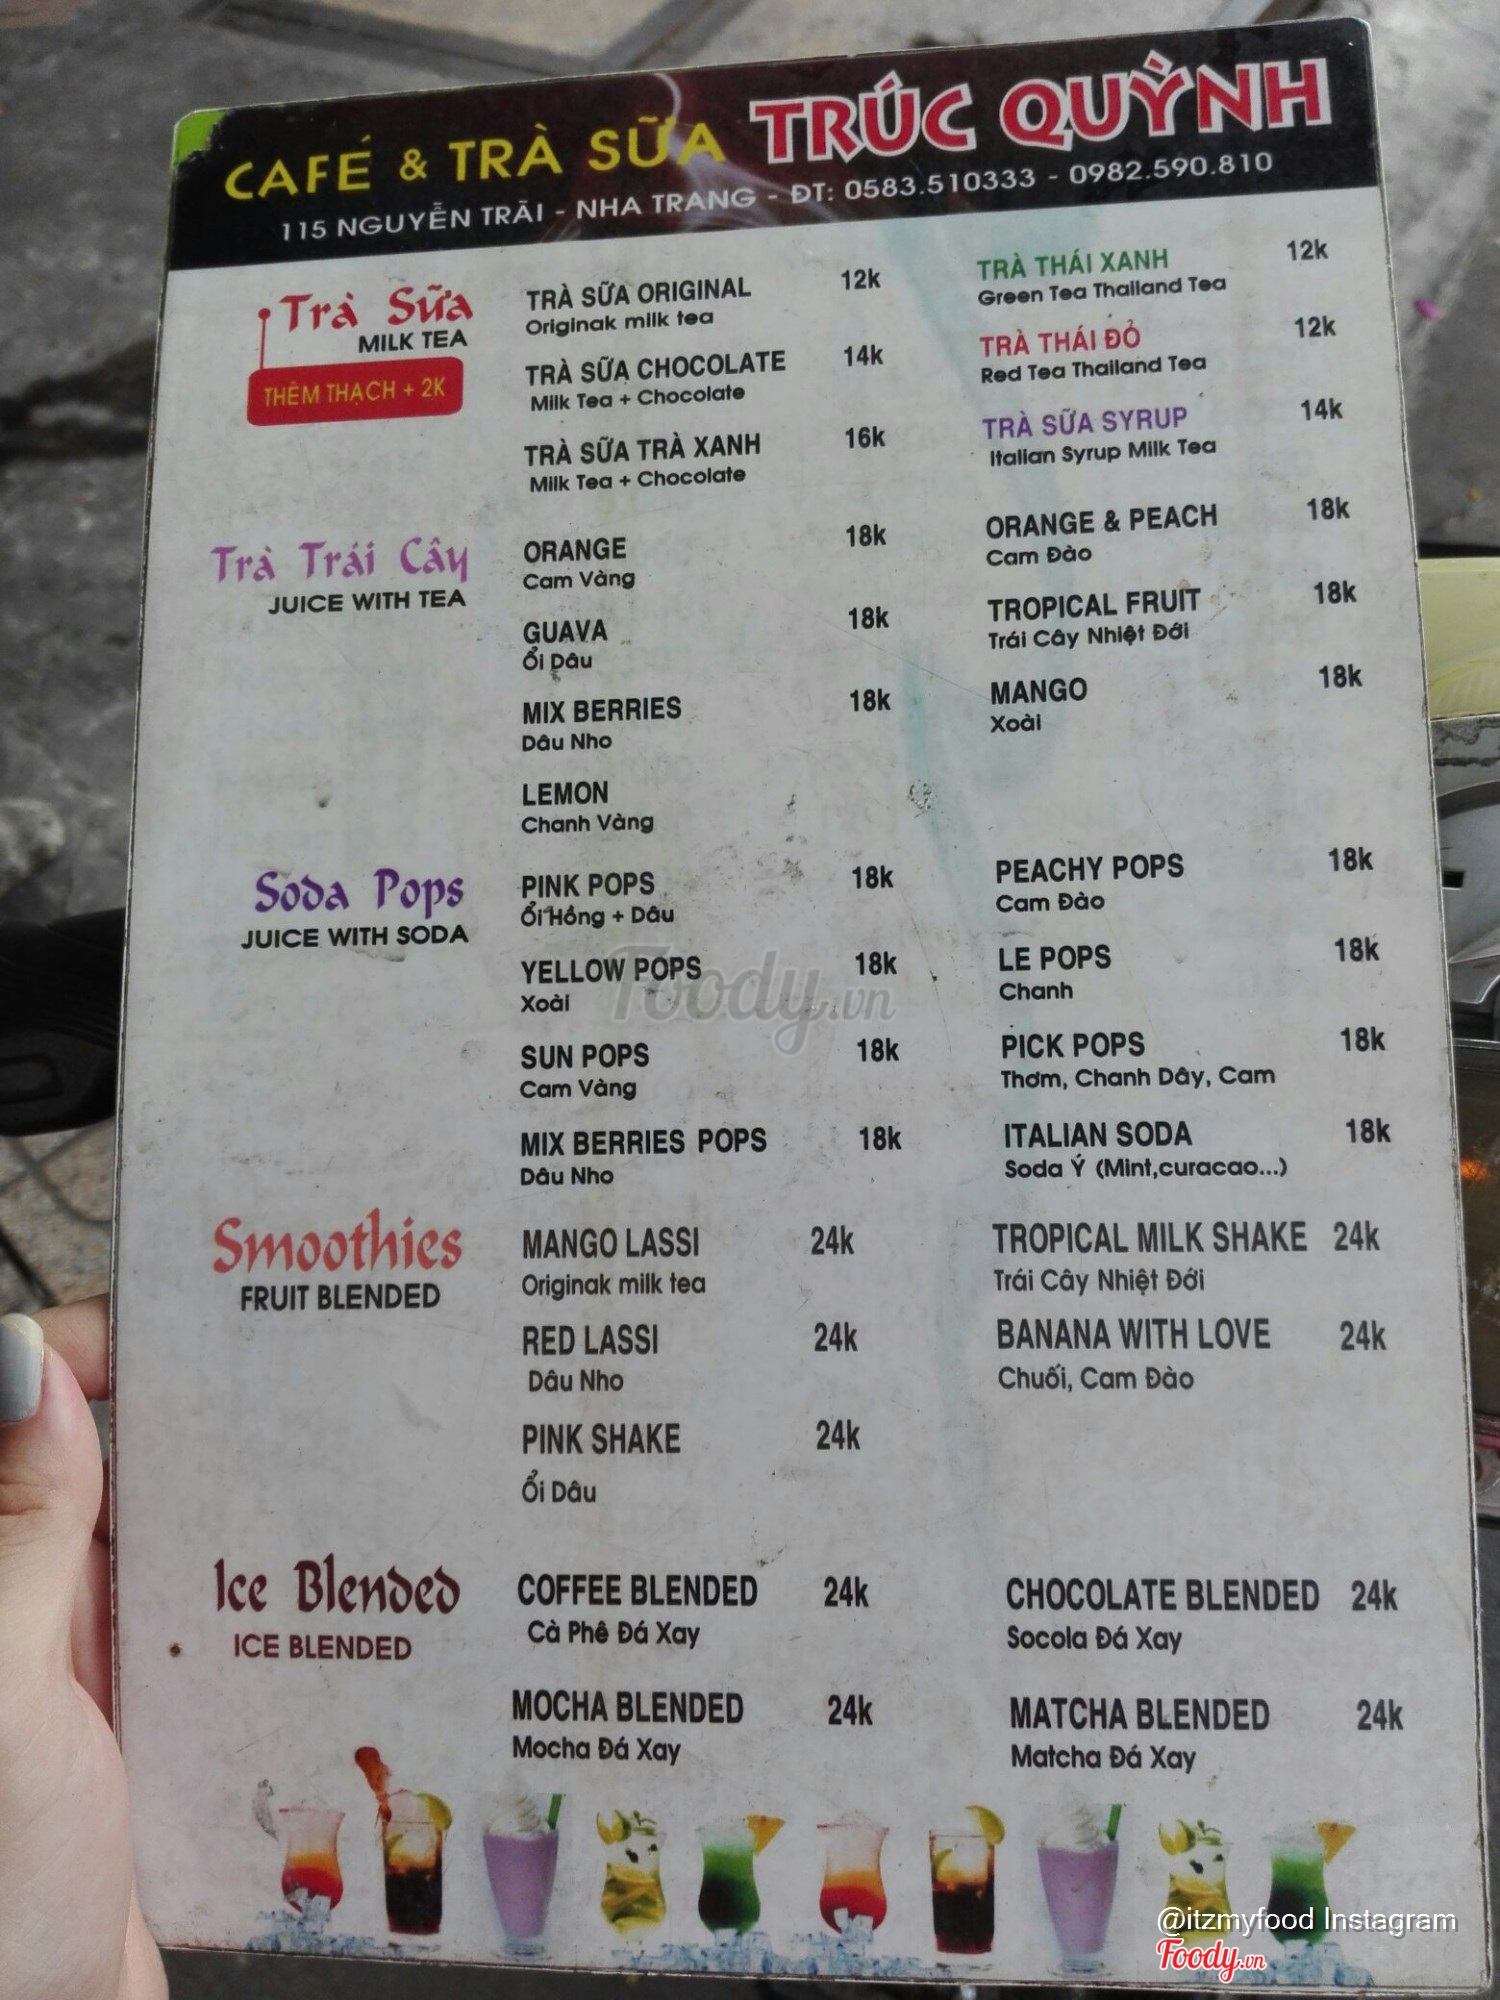 CAFÉ & TRÀ SỮA TRÚC QUỲNH
115 NGUYỄN TRÃI - NHA TRANG - ĐT: 0583.510333 - 0982.590.810
Trà Sữa
MILK TEA
THÊM THẠCH + 2K
TRÀ SỮA ORIGINAL 12k
Originak milk tea
TRÀ SỮA CHOCOLATE 14k
Milk Tea + Chocolate
TRÀ SỮA TRÀ XANH 16k
Milk Tea + Chocolate
TRÀ THÁI XANH 12k
Green Tea Thailand Tea
TRÀ THÁI ĐỎ 12k
Red Tea Thailand Tea
TRÀ SỮA SYRUP 14k
Italian Syrup Milk Tea
Trà Trái Cây
JUICE WITH TEA
ORANGE 18k
Cam Vàng
GUAVA 18k
Ổi Dâu
MIX BERRIES 18k
Dâu Nho
LEMON
Chanh Vàng
ORANGE & PEACH 18k
Cam Đào
TROPICAL FRUIT 18k
Trái Cây Nhiệt Đới
MANGO 18k
Xoài
Soda Pops
JUICE WITH SODA
PINK POPS 18k
Ổi Hồng + Dâu
YELLOW POPS 18k
Xoài
SUN POPS 18k
Cam Vàng
MIX BERRIES POPS 18k
Dâu Nho
PEACHY POPS 18k
Cam Đào
LE POPS 18k
Chanh
PICK POPS 18k
Thơm, Chanh Dây, Cam
ITALIAN SODA 18k
Soda Ý (Mint,curacao...)
Foody.vn
Smoothies
FRUIT BLENDED
MANGO LASSI 24k
Originak milk tea
RED LASSI 24k
Dâu Nho
PINK SHAKE 24k
Ổi Dâu
TROPICAL MILK SHAKE 24k
Trái Cây Nhiệt Đới
BANANA WITH LOVE 24k
Chuối, Cam Đào
Ice Blended
ICE BLENDED
COFFEE BLENDED 24k
Cà Phê Đá Xay
MOCHA BLENDED 24k
Mocha Đá Xay
CHOCOLATE BLENDED 24k
Socola Đá Xay
MATCHA BLENDED 24k
Matcha Đá Xay
@itzmyfood Instagram
Foody.vn